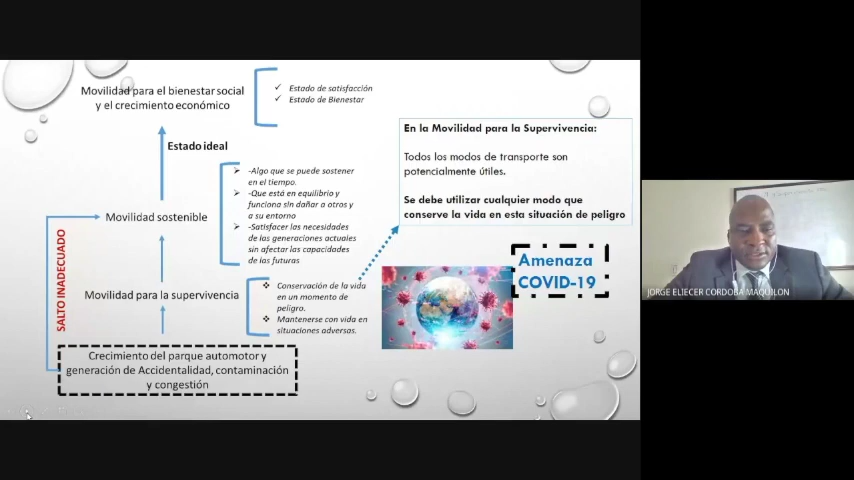 Movilidad para el bienestar social
y el crecimiento económico
Estado de satisfacción
Estado de Bienestar
Estado ideal
-Algo que se puede sostener
en el tiempo.
-Que está en equilibrio y
funciona sin dañar a otros y
a su entorno
-Satisfacer las necesidades
de las generaciones actuales
sin afectar las capacidades
de las futuras
Movilidad sostenible
SALTO INADECUADO
Movilidad para la supervivencia
Conservación de la vida
en un momento de
peligro.
Mantenerse con vida en
situaciones adversas.
Crecimiento del parque automotor y
generación de Accidentalidad, contaminación
y congestión
En la Movilidad para la Supervivencia:
Todos los modos de transporte son
potencialmente útiles.
Se debe utilizar cualquier modo que
conserve la vida en esta situación de peligro
Amenaza
COVID-19
JORGE ELIECER CORDOBA MAQUILON